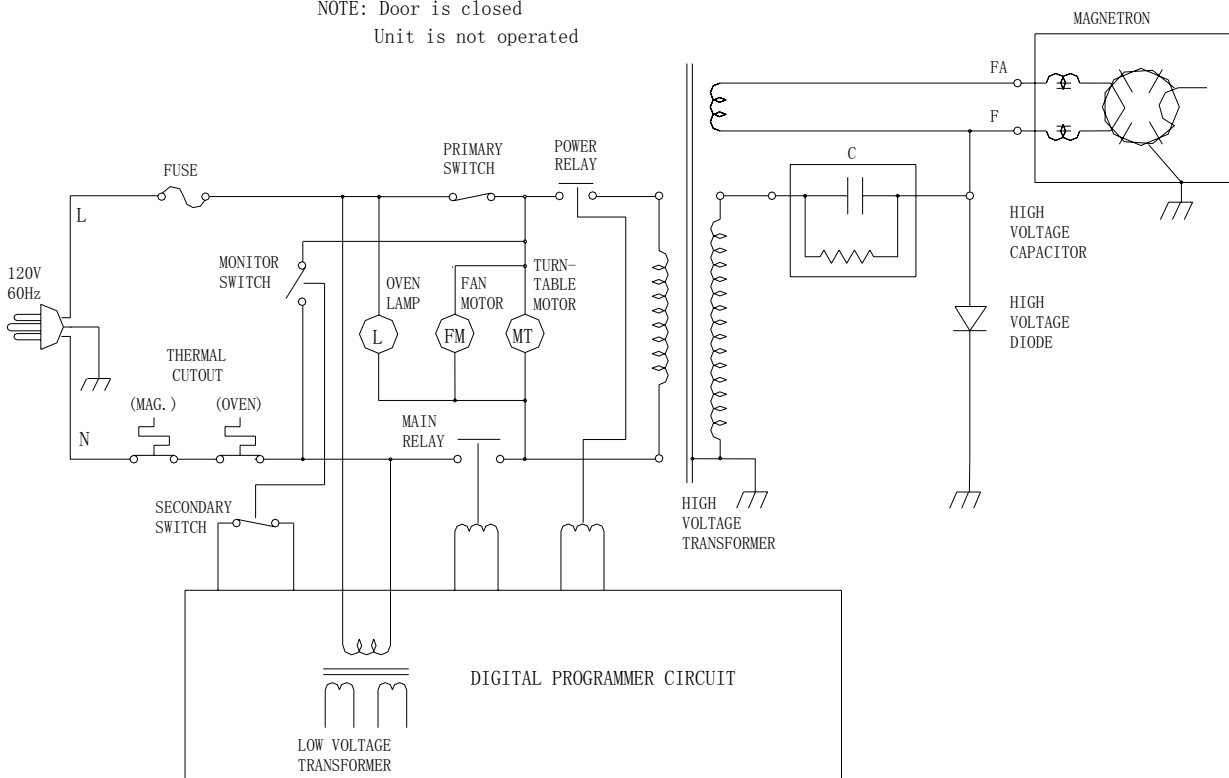 NOTE: Door is closed
Unit is not operated
MAGNETRON
FA
F
C
PRIMARY
SWITCH
POWER
RELAY
FUSE
L
120V
60Hz
MONITOR
SWITCH
OVEN
LAMP
FAN
MOTOR
TURN-
TABLE
MOTOR
L
FM
MT
HIGH
VOLTAGE
CAPACITOR
HIGH
VOLTAGE
DIODE
THERMAL
CUTOUT
(MAG.)
(OVEN)
N
MAIN
RELAY
SECONDARY
SWITCH
HIGH
VOLTAGE
TRANSFORMER
DIGITAL PROGRAMMER CIRCUIT
LOW VOLTAGE
TRANSFORMER